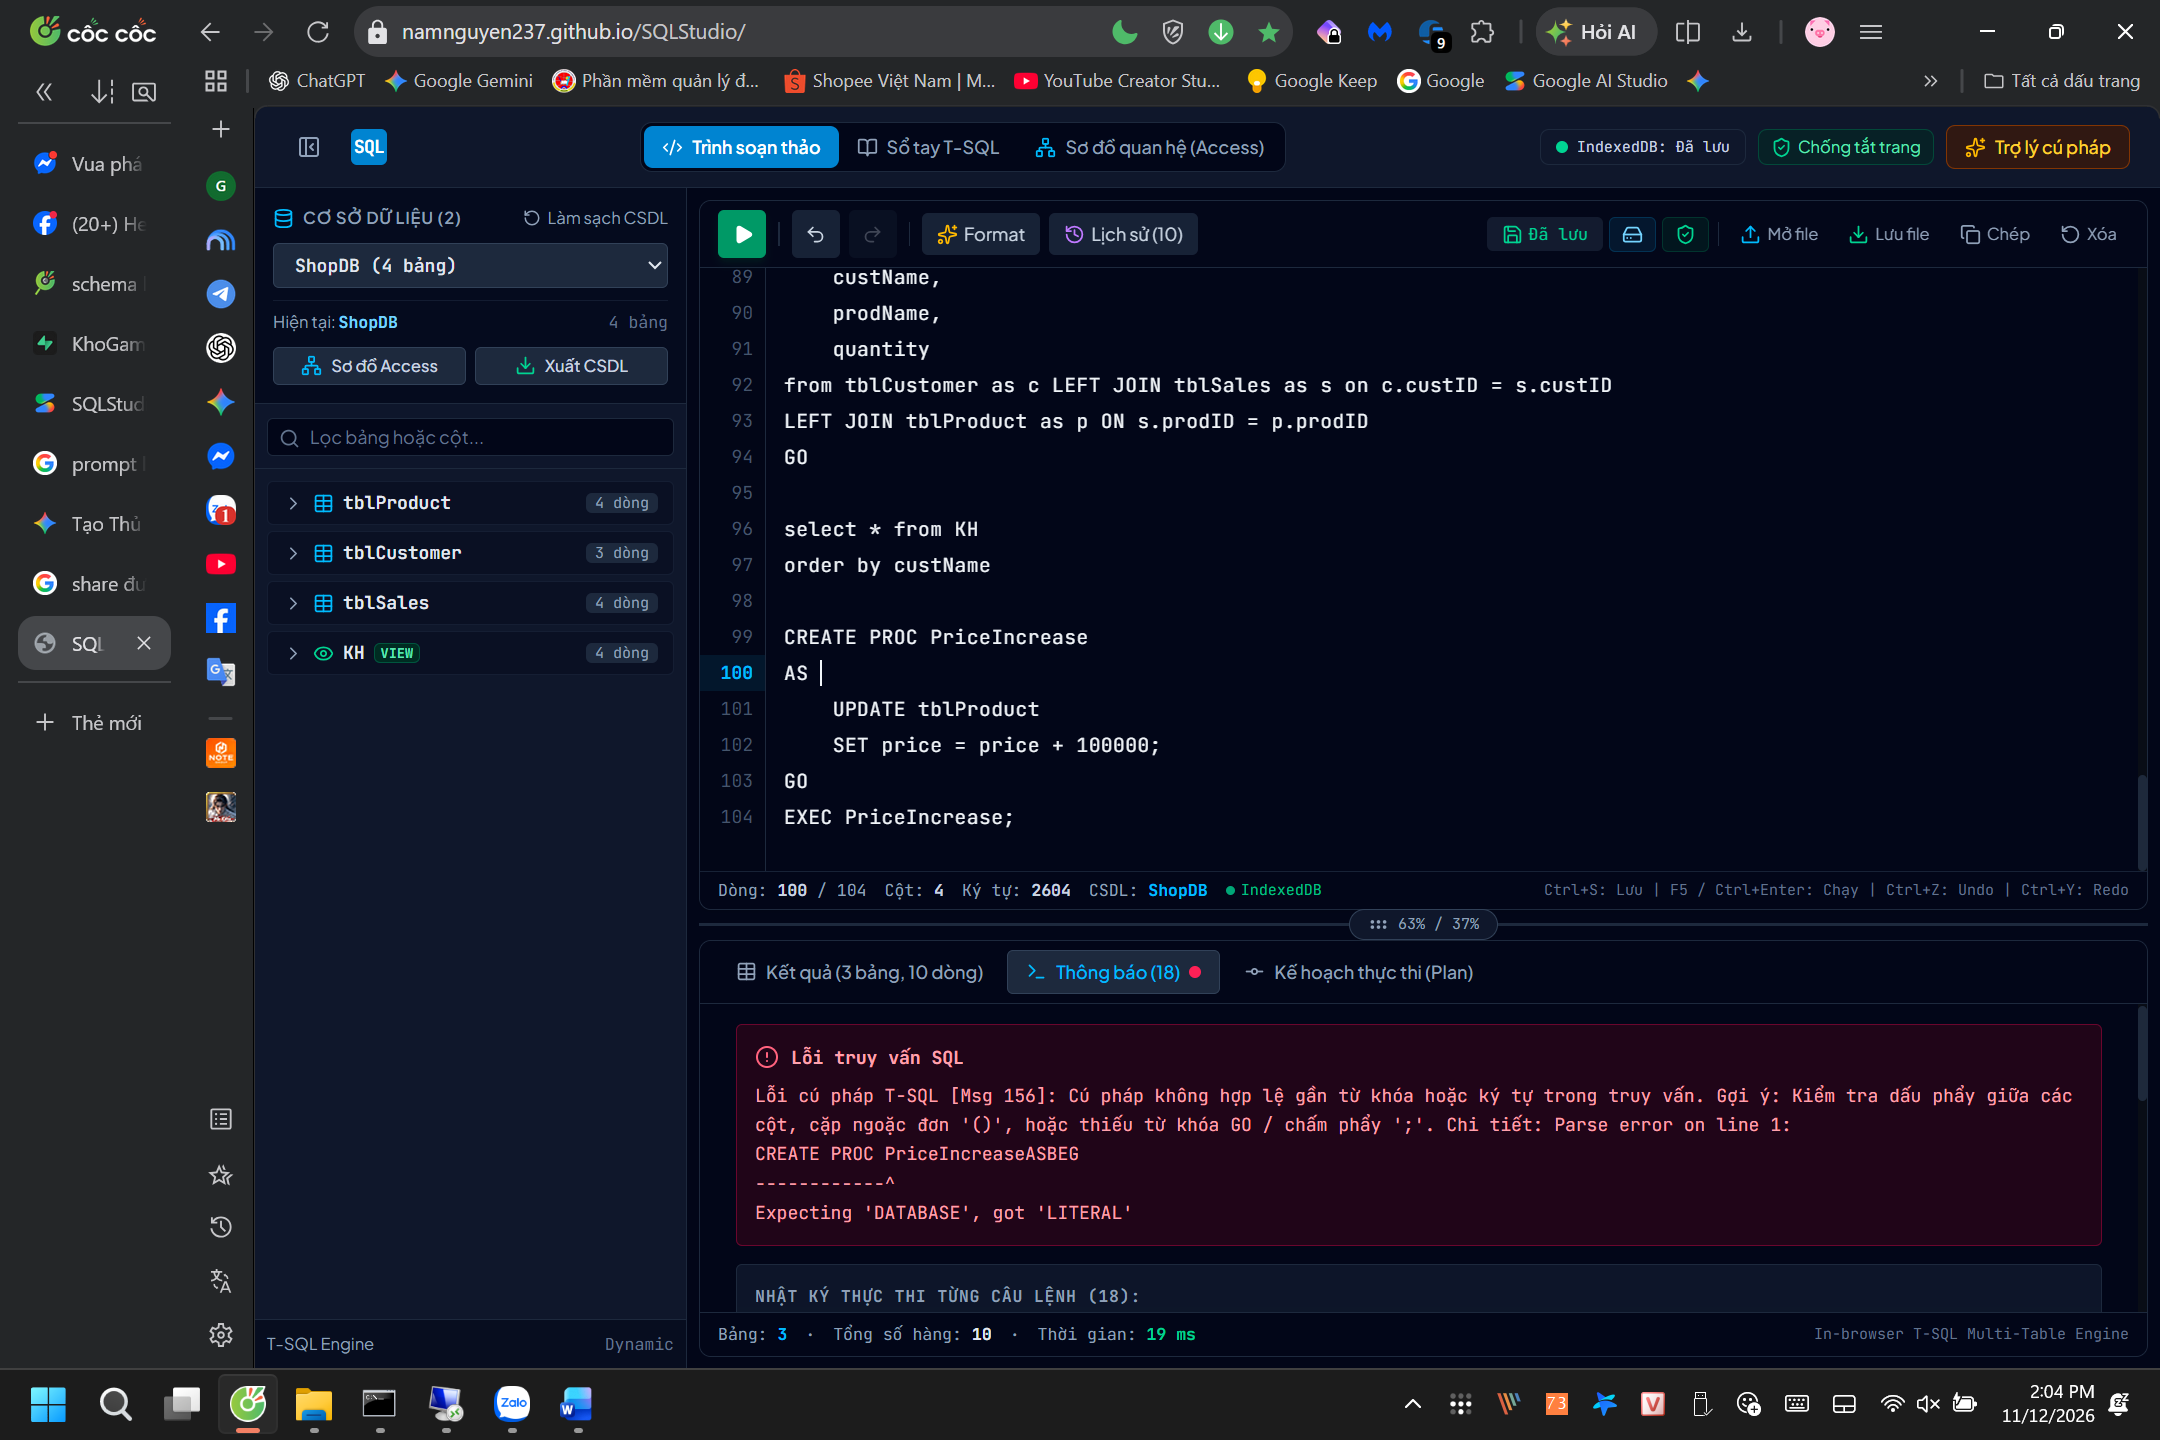 cốc cốc
namnguyen237.github.io/SQLStudio/
9
Hỏi AI
ChatGPT
Google Gemini
Phần mềm quản lý đ...
Shopee Việt Nam | M...
YouTube Creator Stu...
Google Keep
Google
Google AI Studio
Tất cả dấu trang
Vua phá
(20+) He
schema
KhoGam
SQLStud
prompt
Tạo Thủ
share đu
SQL
Thẻ mới
G
1
NOTE
SQL
Trình soạn thảo
Sổ tay T-SQL
Sơ đồ quan hệ (Access)
IndexedDB: Đã lưu
Chống tắt trang
Trợ lý cú pháp
CƠ SỞ DỮ LIỆU (2)
Làm sạch CSDL
ShopDB (4 bảng)
Hiện tại: ShopDB
4 bảng
Sơ đồ Access
Xuất CSDL
Lọc bảng hoặc cột...
tblProduct
4 dòng
tblCustomer
3 dòng
tblSales
4 dòng
KH VIEW
4 dòng
T-SQL Engine
Dynamic
Format
Lịch sử (10)
Đã lưu
Mở file
Lưu file
Chép
Xóa
89 custName,
90 prodName,
91 quantity
92 from tblCustomer as c LEFT JOIN tblSales as s on c.custID = s.custID
93 LEFT JOIN tblProduct as p ON s.prodID = p.prodID
94 GO
95
96 select * from KH
97 order by custName
98
99 CREATE PROC PriceIncrease
100 AS
101 UPDATE tblProduct
102 SET price = price + 100000;
103 GO
104 EXEC PriceIncrease;
Dòng: 100 / 104 Cột: 4 Ký tự: 2604 CSDL: ShopDB IndexedDB
Ctrl+S: Lưu | F5 / Ctrl+Enter: Chạy | Ctrl+Z: Undo | Ctrl+Y: Redo
63% / 37%
Kết quả (3 bảng, 10 dòng)
Thông báo (18)
Kế hoạch thực thi (Plan)
Lỗi truy vấn SQL
Lỗi cú pháp T-SQL [Msg 156]: Cú pháp không hợp lệ gần từ khóa hoặc ký tự trong truy vấn. Gợi ý: Kiểm tra dấu phẩy giữa các
cột, cặp ngoặc đơn '()', hoặc thiếu từ khóa GO / chấm phẩy ';'. Chi tiết: Parse error on line 1:
CREATE PROC PriceIncreaseASBEG
------------^
Expecting 'DATABASE', got 'LITERAL'
NHẬT KÝ THỰC THI TỪNG CÂU LỆNH (18):
Bảng: 3 · Tổng số hàng: 10 · Thời gian: 19 ms
In-browser T-SQL Multi-Table Engine
Zalo
W
73
V
2:04 PM
11/12/2026